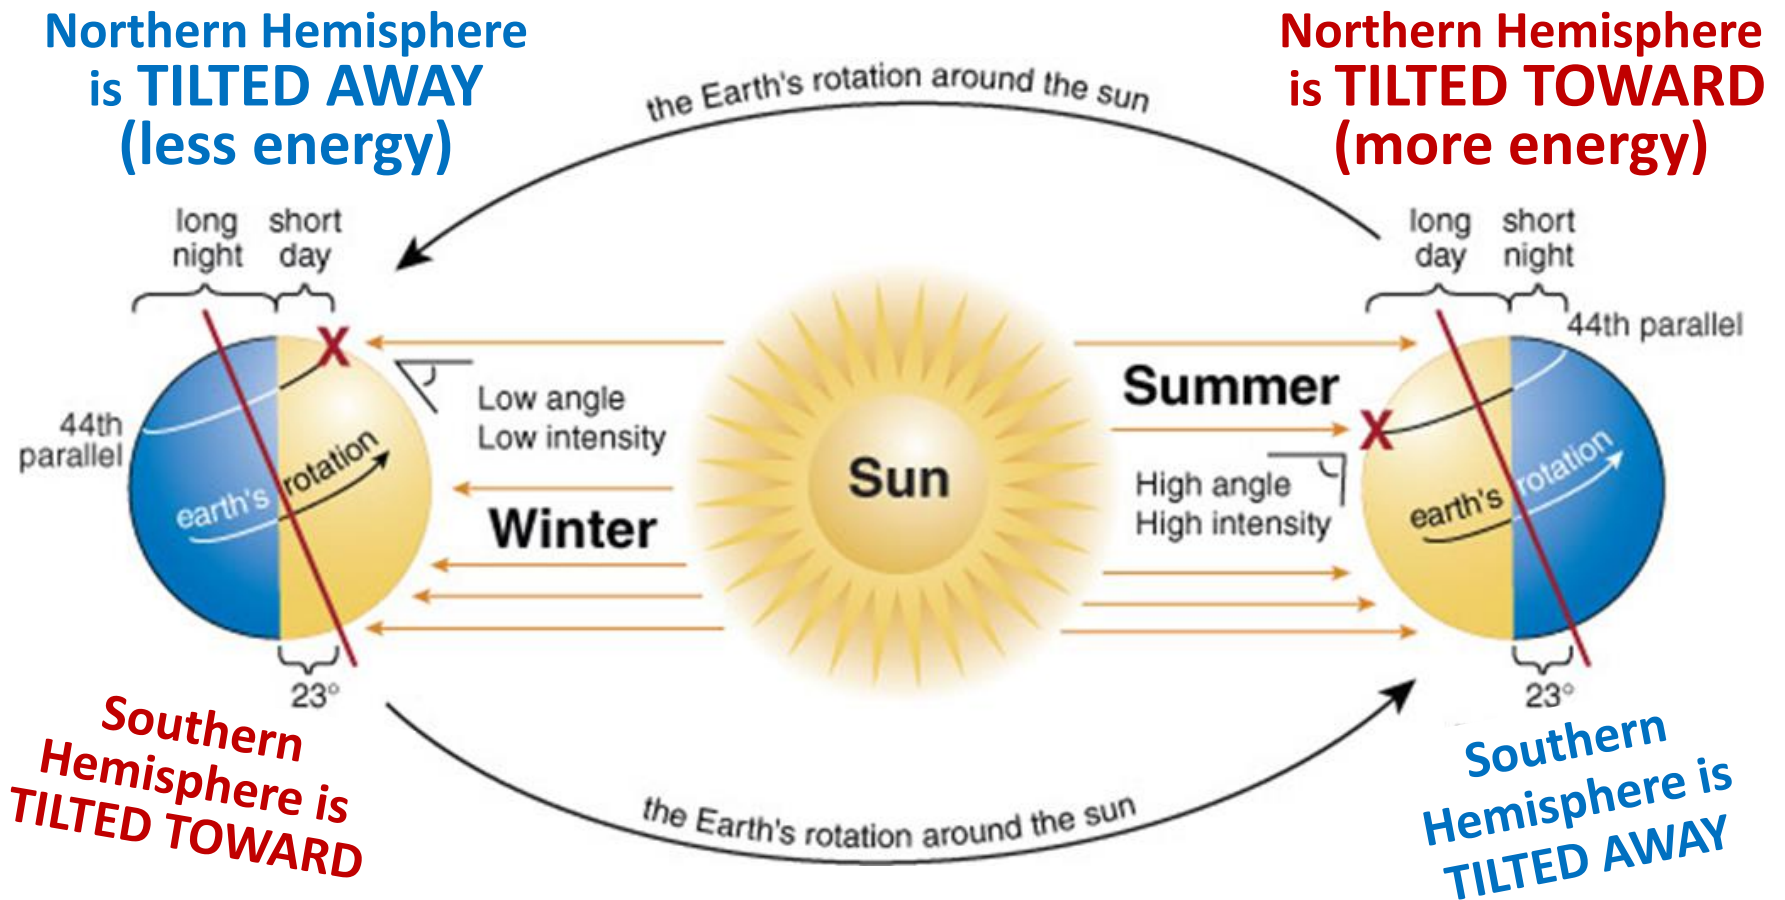 Northern Hemisphere
is TILTED AWAY
(less energy)
Northern Hemisphere
is TILTED TOWARD
(more energy)
the Earth's rotation around the sun
long
night
short
day
long
day
short
night
44th parallel
X
44th
parallel
Low angle
Low intensity
earth's rotation
Winter
Sun
Summer
X
High angle
High intensity
earth's rotation
23°
23°
Southern
Hemisphere is
TILTED TOWARD
the Earth's rotation around the sun
Southern
Hemisphere is
TILTED AWAY